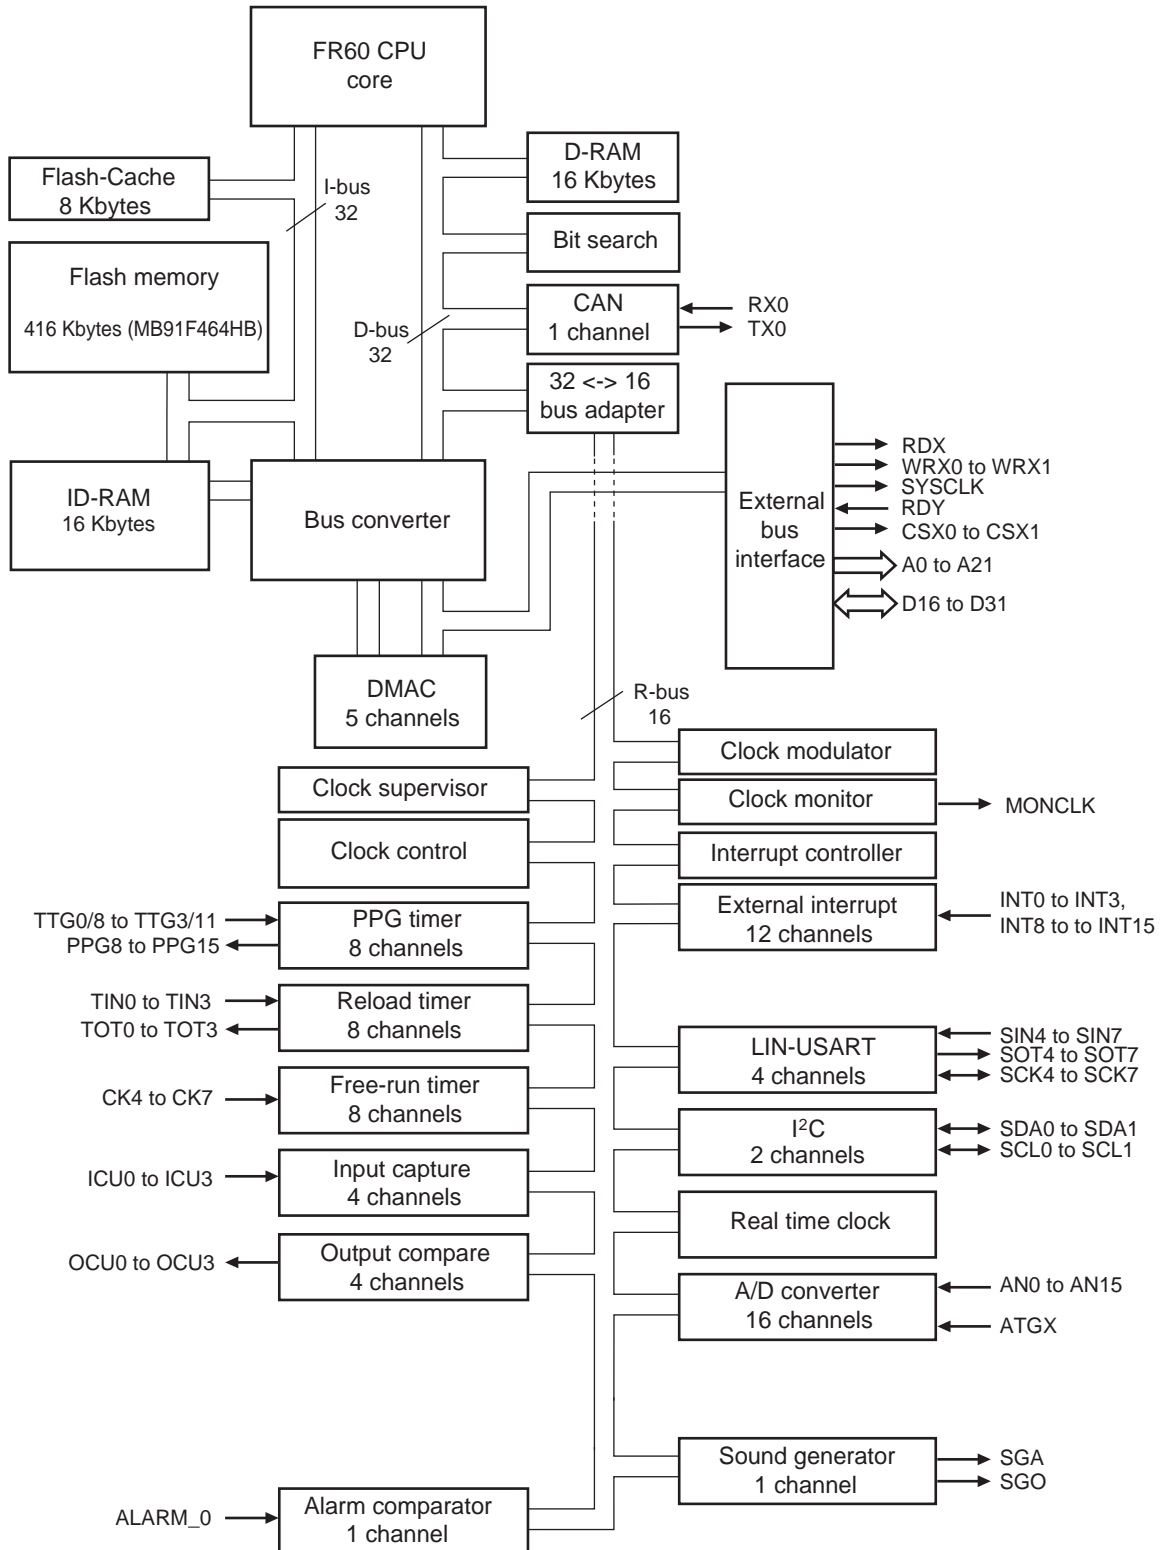 FR60 CPU
core
D-RAM
16 Kbytes
Flash-Cache
8 Kbytes
I-bus
32
Bit search
Flash memory
416 Kbytes (MB91F464HB)
CAN
1 channel
RX0
TX0
D-bus
32
32 <-> 16
bus adapter
ID-RAM
16 Kbytes
Bus converter
External
bus
interface
RDX
WRX0 to WRX1
SYSCLK
RDY
CSX0 to CSX1
A0 to A21
D16 to D31
DMAC
5 channels
R-bus
16
Clock modulator
Clock supervisor
Clock monitor
MONCLK
Clock control
Interrupt controller
TTG0/8 to TTG3/11
PPG8 to PPG15
PPG timer
8 channels
External interrupt
12 channels
INT0 to INT3,
INT8 to to INT15
TIN0 to TIN3
TOT0 to TOT3
Reload timer
8 channels
LIN-USART
4 channels
SIN4 to SIN7
SOT4 to SOT7
SCK4 to SCK7
CK4 to CK7
Free-run timer
8 channels
I2C
2 channels
SDA0 to SDA1
SCL0 to SCL1
ICU0 to ICU3
Input capture
4 channels
Real time clock
OCU0 to OCU3
Output compare
4 channels
A/D converter
16 channels
AN0 to AN15
ATGX
Sound generator
1 channel
SGA
SGO
ALARM_0
Alarm comparator
1 channel